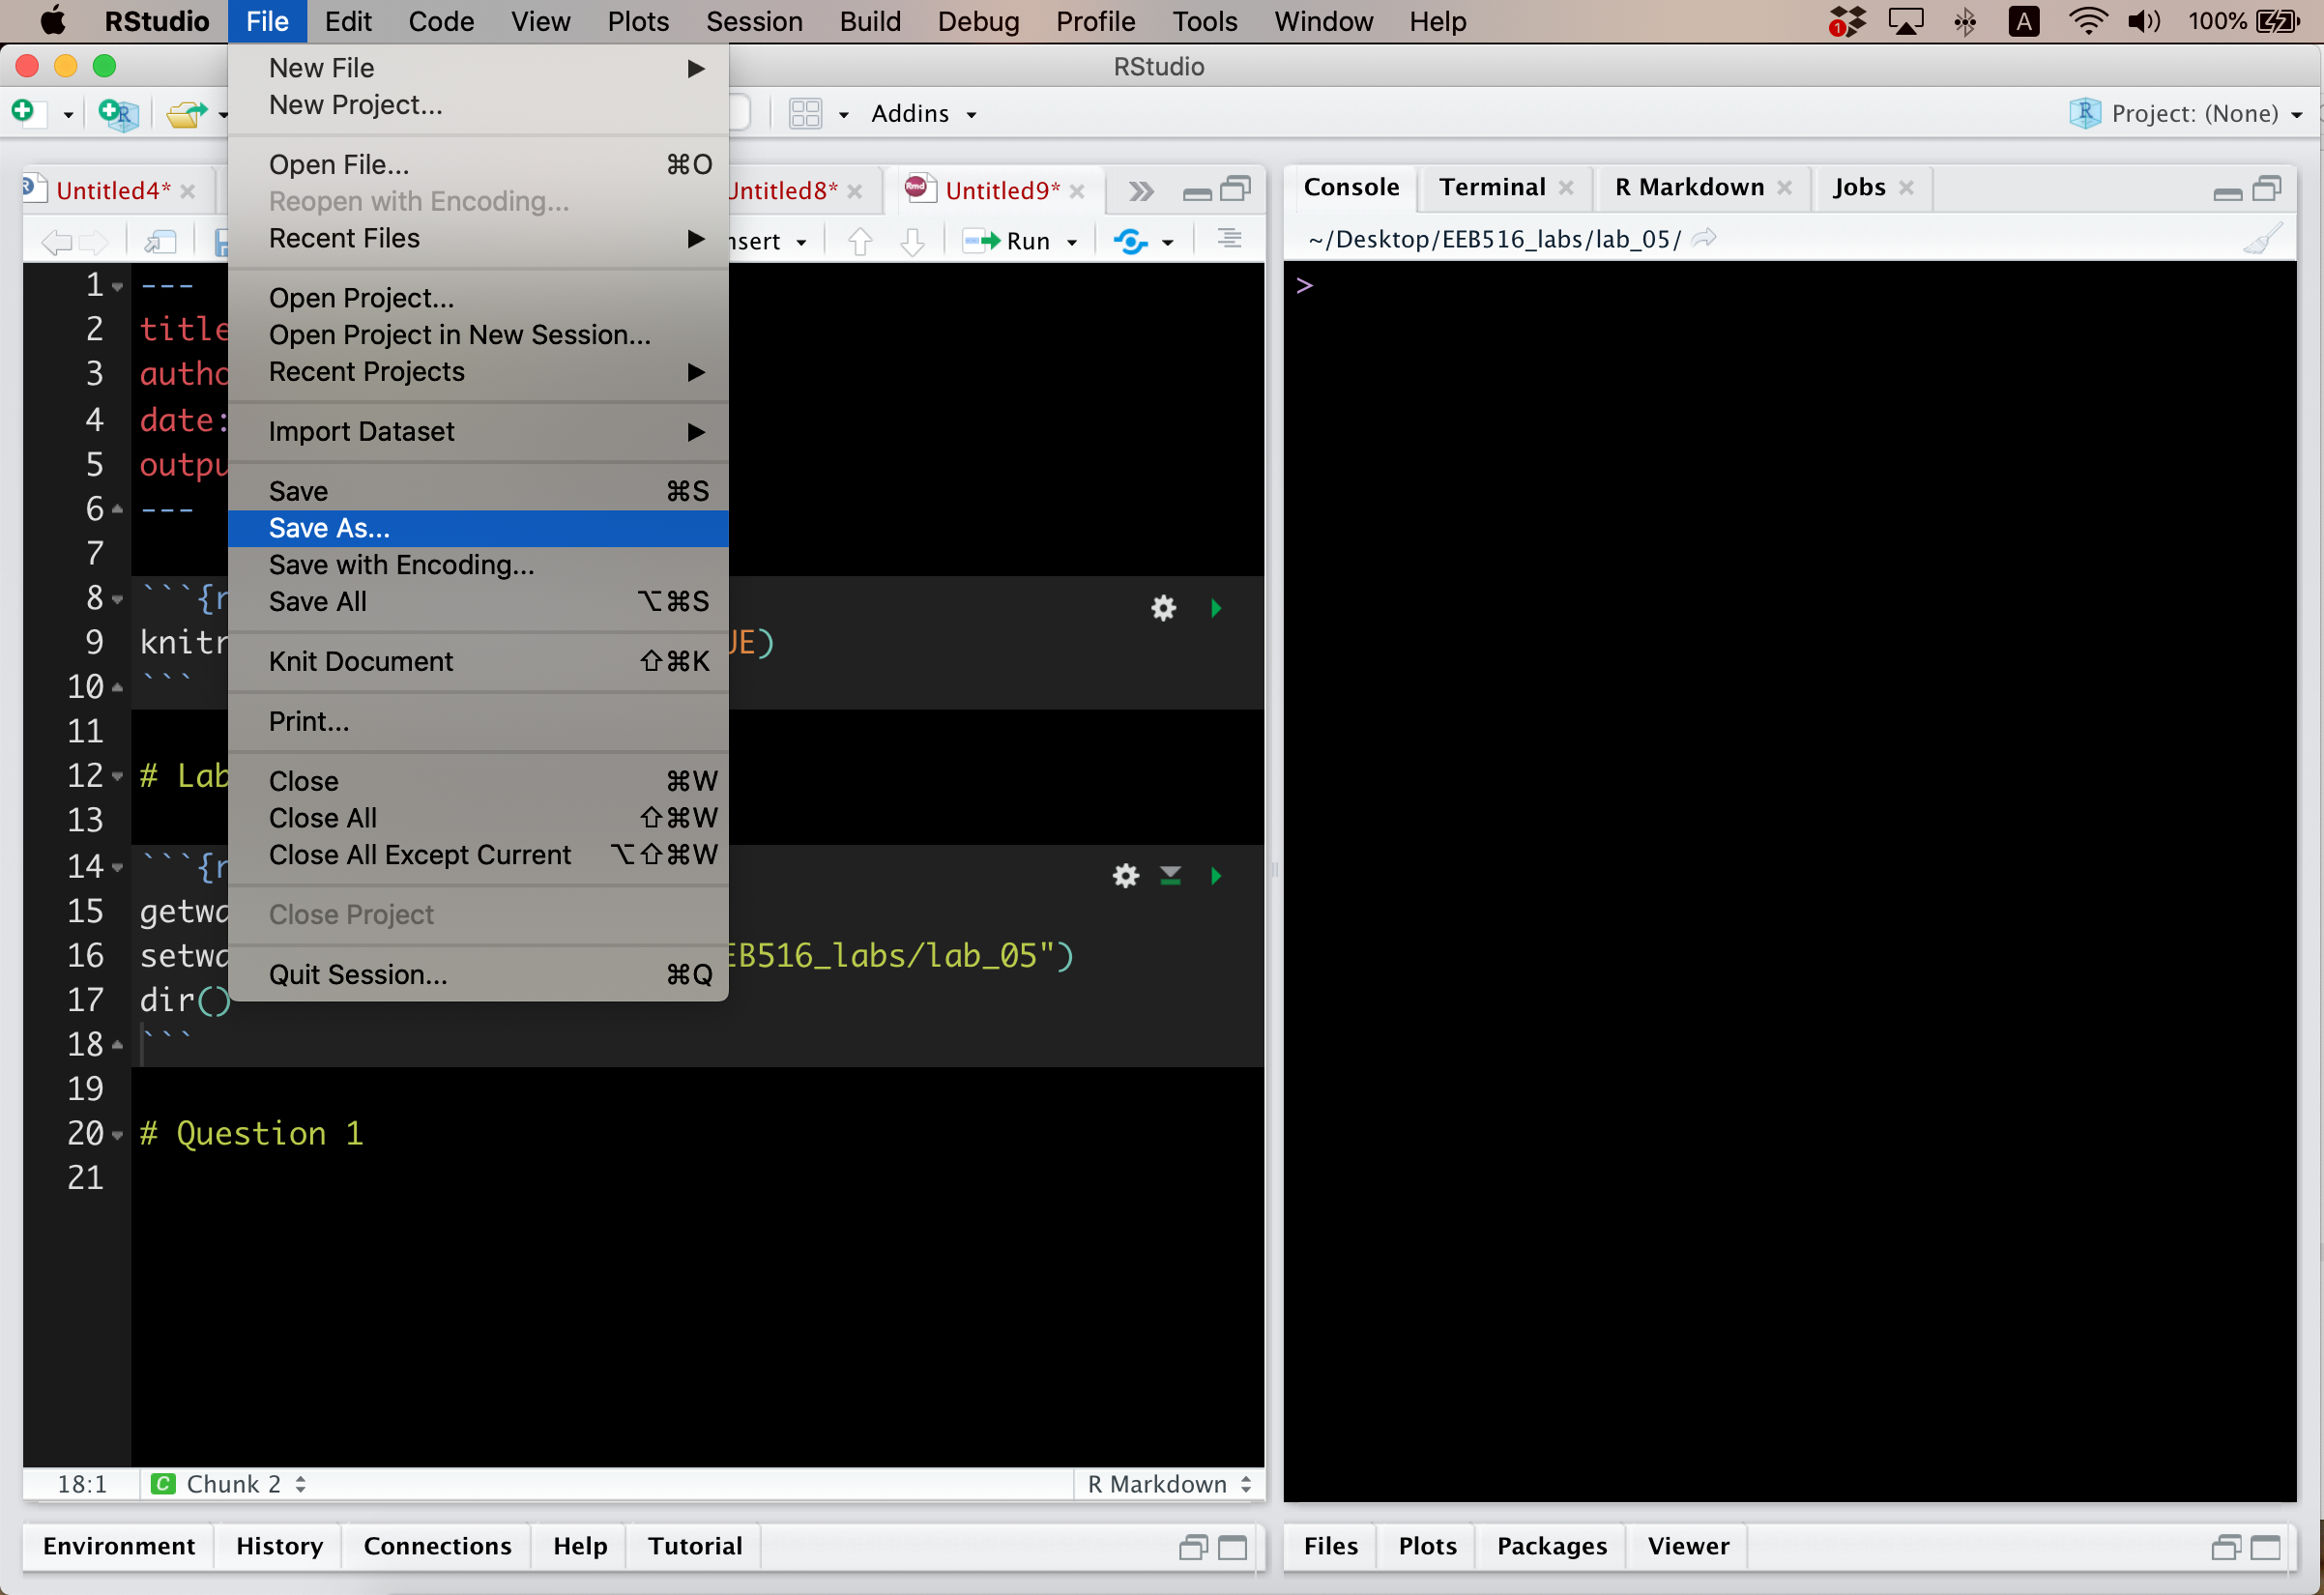 RStudio File Edit Code View Plots Session Build Debug Profile Tools Window Help 1 A 100%
RStudio
Addins Project: (None)
Untitled4* Untitled8* Rmd Untitled9*
nsert Run
1 ---
2 title
3 autho
4 date:
5 outpu
6 ---
7
8 ```{r
9 knitr UE)
10 ```
11
12 # Lab
13
14 ```{r
15 getwd
16 setwd EEB516_labs/lab_05")
17 dir()
18 ```
19
20 # Question 1
21
18:1 C Chunk 2 R Markdown
New File
New Project...
Open File... ⌘O
Reopen with Encoding...
Recent Files
Open Project...
Open Project in New Session...
Recent Projects
Import Dataset
Save ⌘S
Save As...
Save with Encoding...
Save All ⌥⌘S
Knit Document ⇧⌘K
Print...
Close ⌘W
Close All ⇧⌘W
Close All Except Current ⌥⇧⌘W
Close Project
Quit Session... ⌘Q
Console Terminal R Markdown Jobs
~/Desktop/EEB516_labs/lab_05/
>
Environment History Connections Help Tutorial
Files Plots Packages Viewer